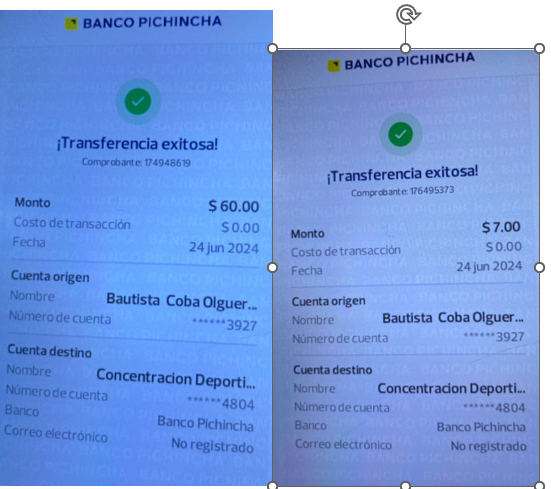 BANCO PICHINCHA
¡Transferencia exitosa!
Comprobante: 174948619
Monto $ 60.00
Costo de transacción $ 0.00
Fecha 24 jun 2024
Cuenta origen
Nombre Bautista Coba Olguer...
Número de cuenta ******3927
Cuenta destino
Nombre Concentracion Deporti...
Número de cuenta ******4804
Banco Banco Pichincha
Correo electrónico No registrado
BANCO PICHINCHA
¡Transferencia exitosa!
Comprobante: 176495373
Monto $ 7.00
Costo de transacción $ 0.00
Fecha 24 jun 2024
Cuenta origen
Nombre Bautista Coba Olguer...
Número de cuenta ******3927
Cuenta destino
Nombre Concentracion Deporti...
Número de cuenta ******4804
Banco Banco Pichincha
Correo electrónico No registrado